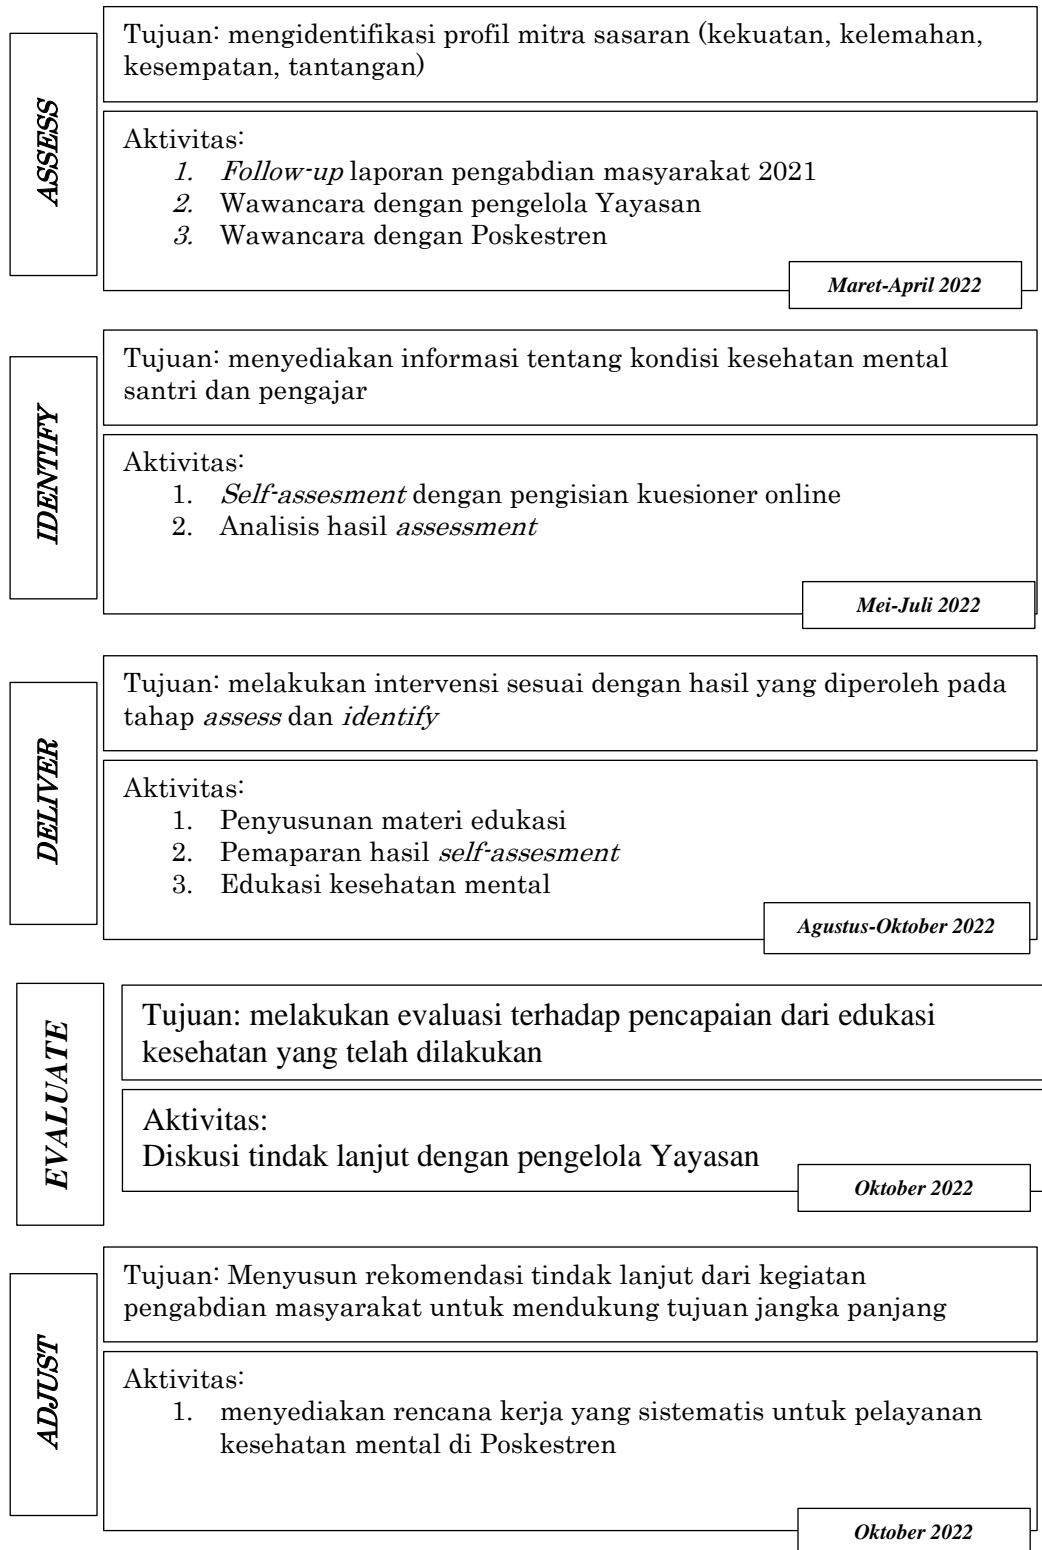 ASSESS
Tujuan: mengidentifikasi profil mitra sasaran (kekuatan, kelemahan,
kesempatan, tantangan)
Aktivitas:
1. Follow-up laporan pengabdian masyarakat 2021
2. Wawancara dengan pengelola Yayasan
3. Wawancara dengan Poskestren
Maret-April 2022
IDENTIFY
Tujuan: menyediakan informasi tentang kondisi kesehatan mental
santri dan pengajar
Aktivitas:
1. Self-assesment dengan pengisian kuesioner online
2. Analisis hasil assessment
Mei-Juli 2022
DELIVER
Tujuan: melakukan intervensi sesuai dengan hasil yang diperoleh pada
tahap assess dan identify
Aktivitas:
1. Penyusunan materi edukasi
2. Pemaparan hasil self-assesment
3. Edukasi kesehatan mental
Agustus-Oktober 2022
EVALUATE
Tujuan: melakukan evaluasi terhadap pencapaian dari edukasi
kesehatan yang telah dilakukan
Aktivitas:
Diskusi tindak lanjut dengan pengelola Yayasan
Oktober 2022
ADJUST
Tujuan: Menyusun rekomendasi tindak lanjut dari kegiatan
pengabdian masyarakat untuk mendukung tujuan jangka panjang
Aktivitas:
1. menyediakan rencana kerja yang sistematis untuk pelayanan
kesehatan mental di Poskestren
Oktober 2022